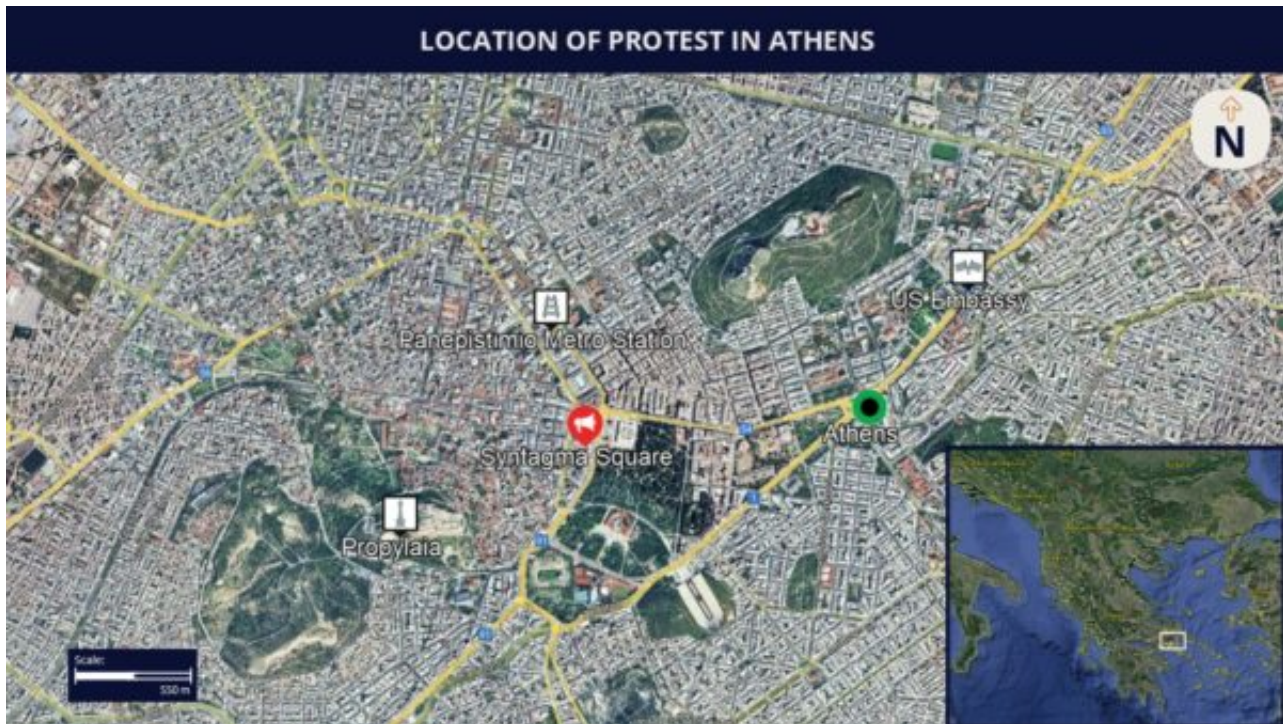 LOCATION OF PROTEST IN ATHENS
N
US Embassy
Panepistimio Metro Station
Athens
Syntagma Square
Propylaia
Scale:
550 m